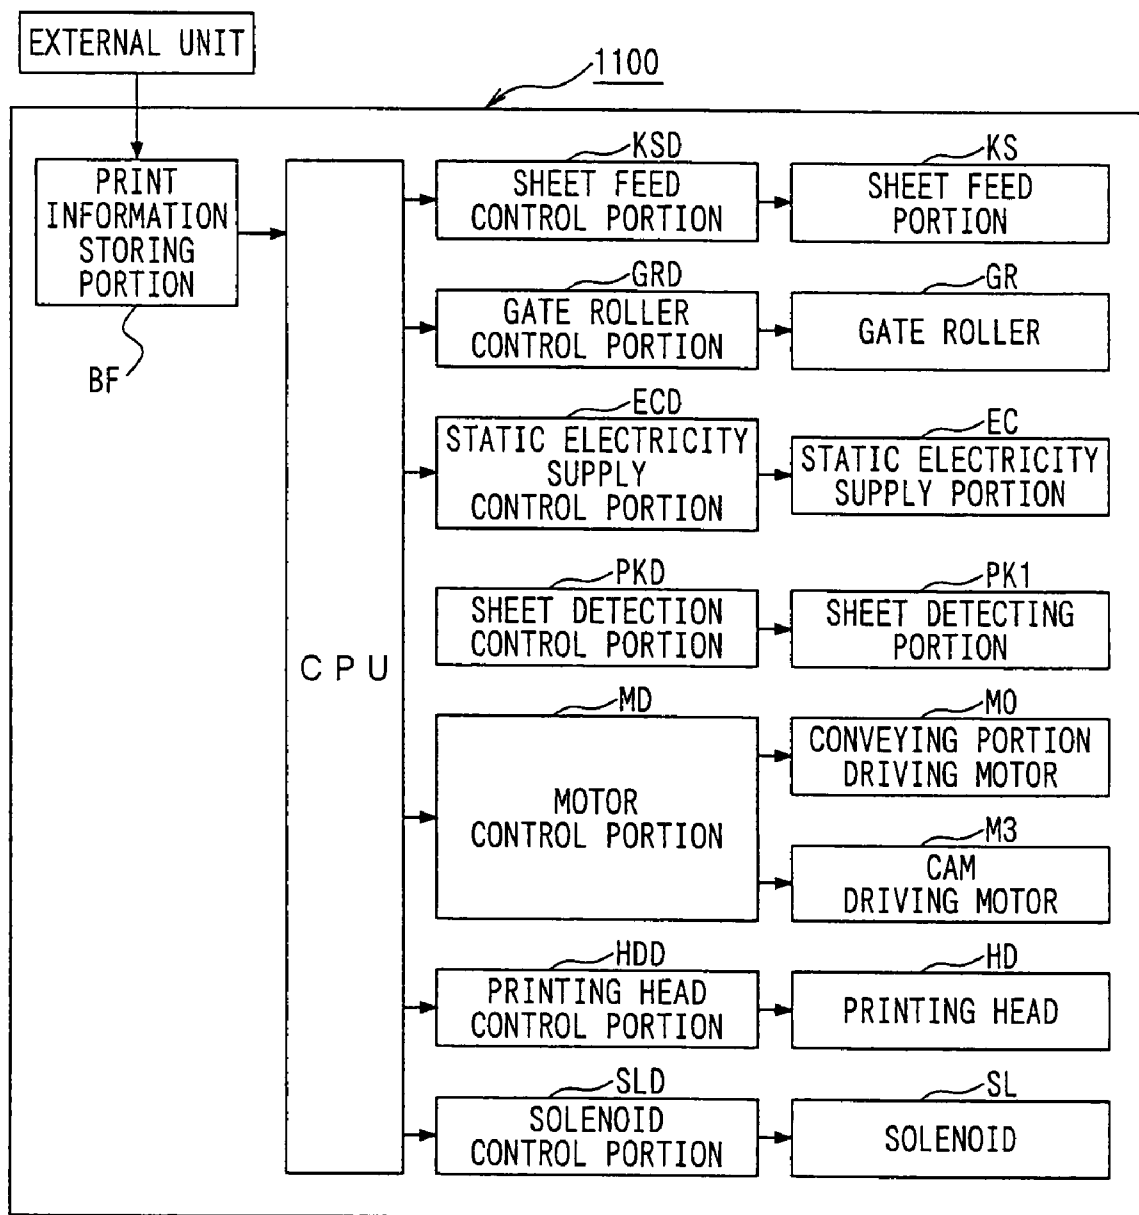 EXTERNAL UNIT
1100
PRINT
INFORMATION
STORING
PORTION
BF
CPU
KSD
SHEET FEED
CONTROL PORTION
KS
SHEET FEED
PORTION
GRD
GATE ROLLER
CONTROL PORTION
GR
GATE ROLLER
ECD
STATIC ELECTRICITY
SUPPLY
CONTROL PORTION
EC
STATIC ELECTRICITY
SUPPLY PORTION
PKD
SHEET DETECTION
CONTROL PORTION
PK1
SHEET DETECTING
PORTION
MD
MOTOR
CONTROL PORTION
M0
CONVEYING PORTION
DRIVING MOTOR
M3
CAM
DRIVING MOTOR
HDD
PRINTING HEAD
CONTROL PORTION
HD
PRINTING HEAD
SLD
SOLENOID
CONTROL PORTION
SL
SOLENOID